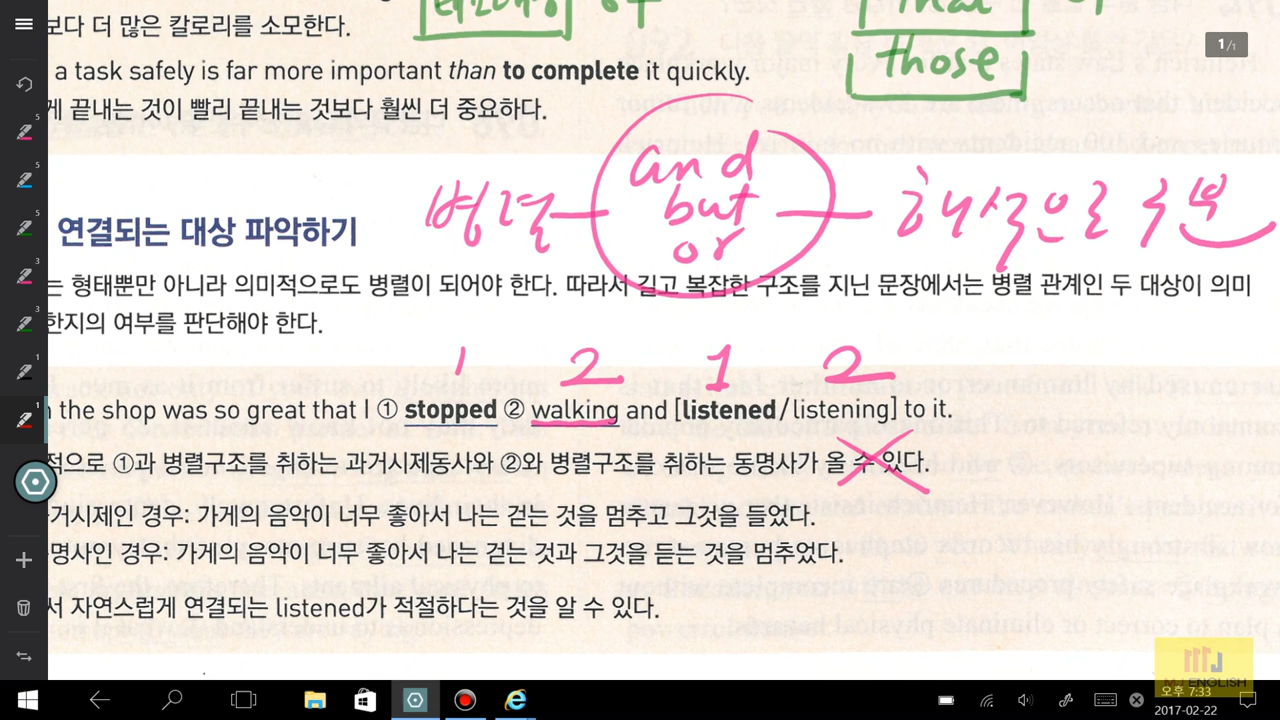 보다 더 많은 칼로리를 소모한다.
those
1/1
a task safely is far more important than to complete it quickly.
게 끝내는 것이 빨리 끝내는 것보다 훨씬 더 중요하다.
and
but
or
병렬
해석으로 구분
연결되는 대상 파악하기
는 형태뿐만 아니라 의미적으로도 병렬이 되어야 한다. 따라서 길고 복잡한 구조를 지닌 문장에서는 병렬 관계인 두 대상이 의미
한지의 여부를 판단해야 한다.
1 2 1 2
the shop was so great that I ① stopped ② walking and [listened/listening] to it.
적으로 ①과 병렬구조를 취하는 과거시제동사와 ②와 병렬구조를 취하는 동명사가 올 수 있다.
거시제인 경우: 가게의 음악이 너무 좋아서 나는 걷는 것을 멈추고 그것을 들었다.
명사인 경우: 가게의 음악이 너무 좋아서 나는 걷는 것과 그것을 듣는 것을 멈추었다.
서 자연스럽게 연결되는 listened가 적절하다는 것을 알 수 있다.
5
5
5
3
3
1
1
MJ ENGLISH
오후 7:33
2017-02-22